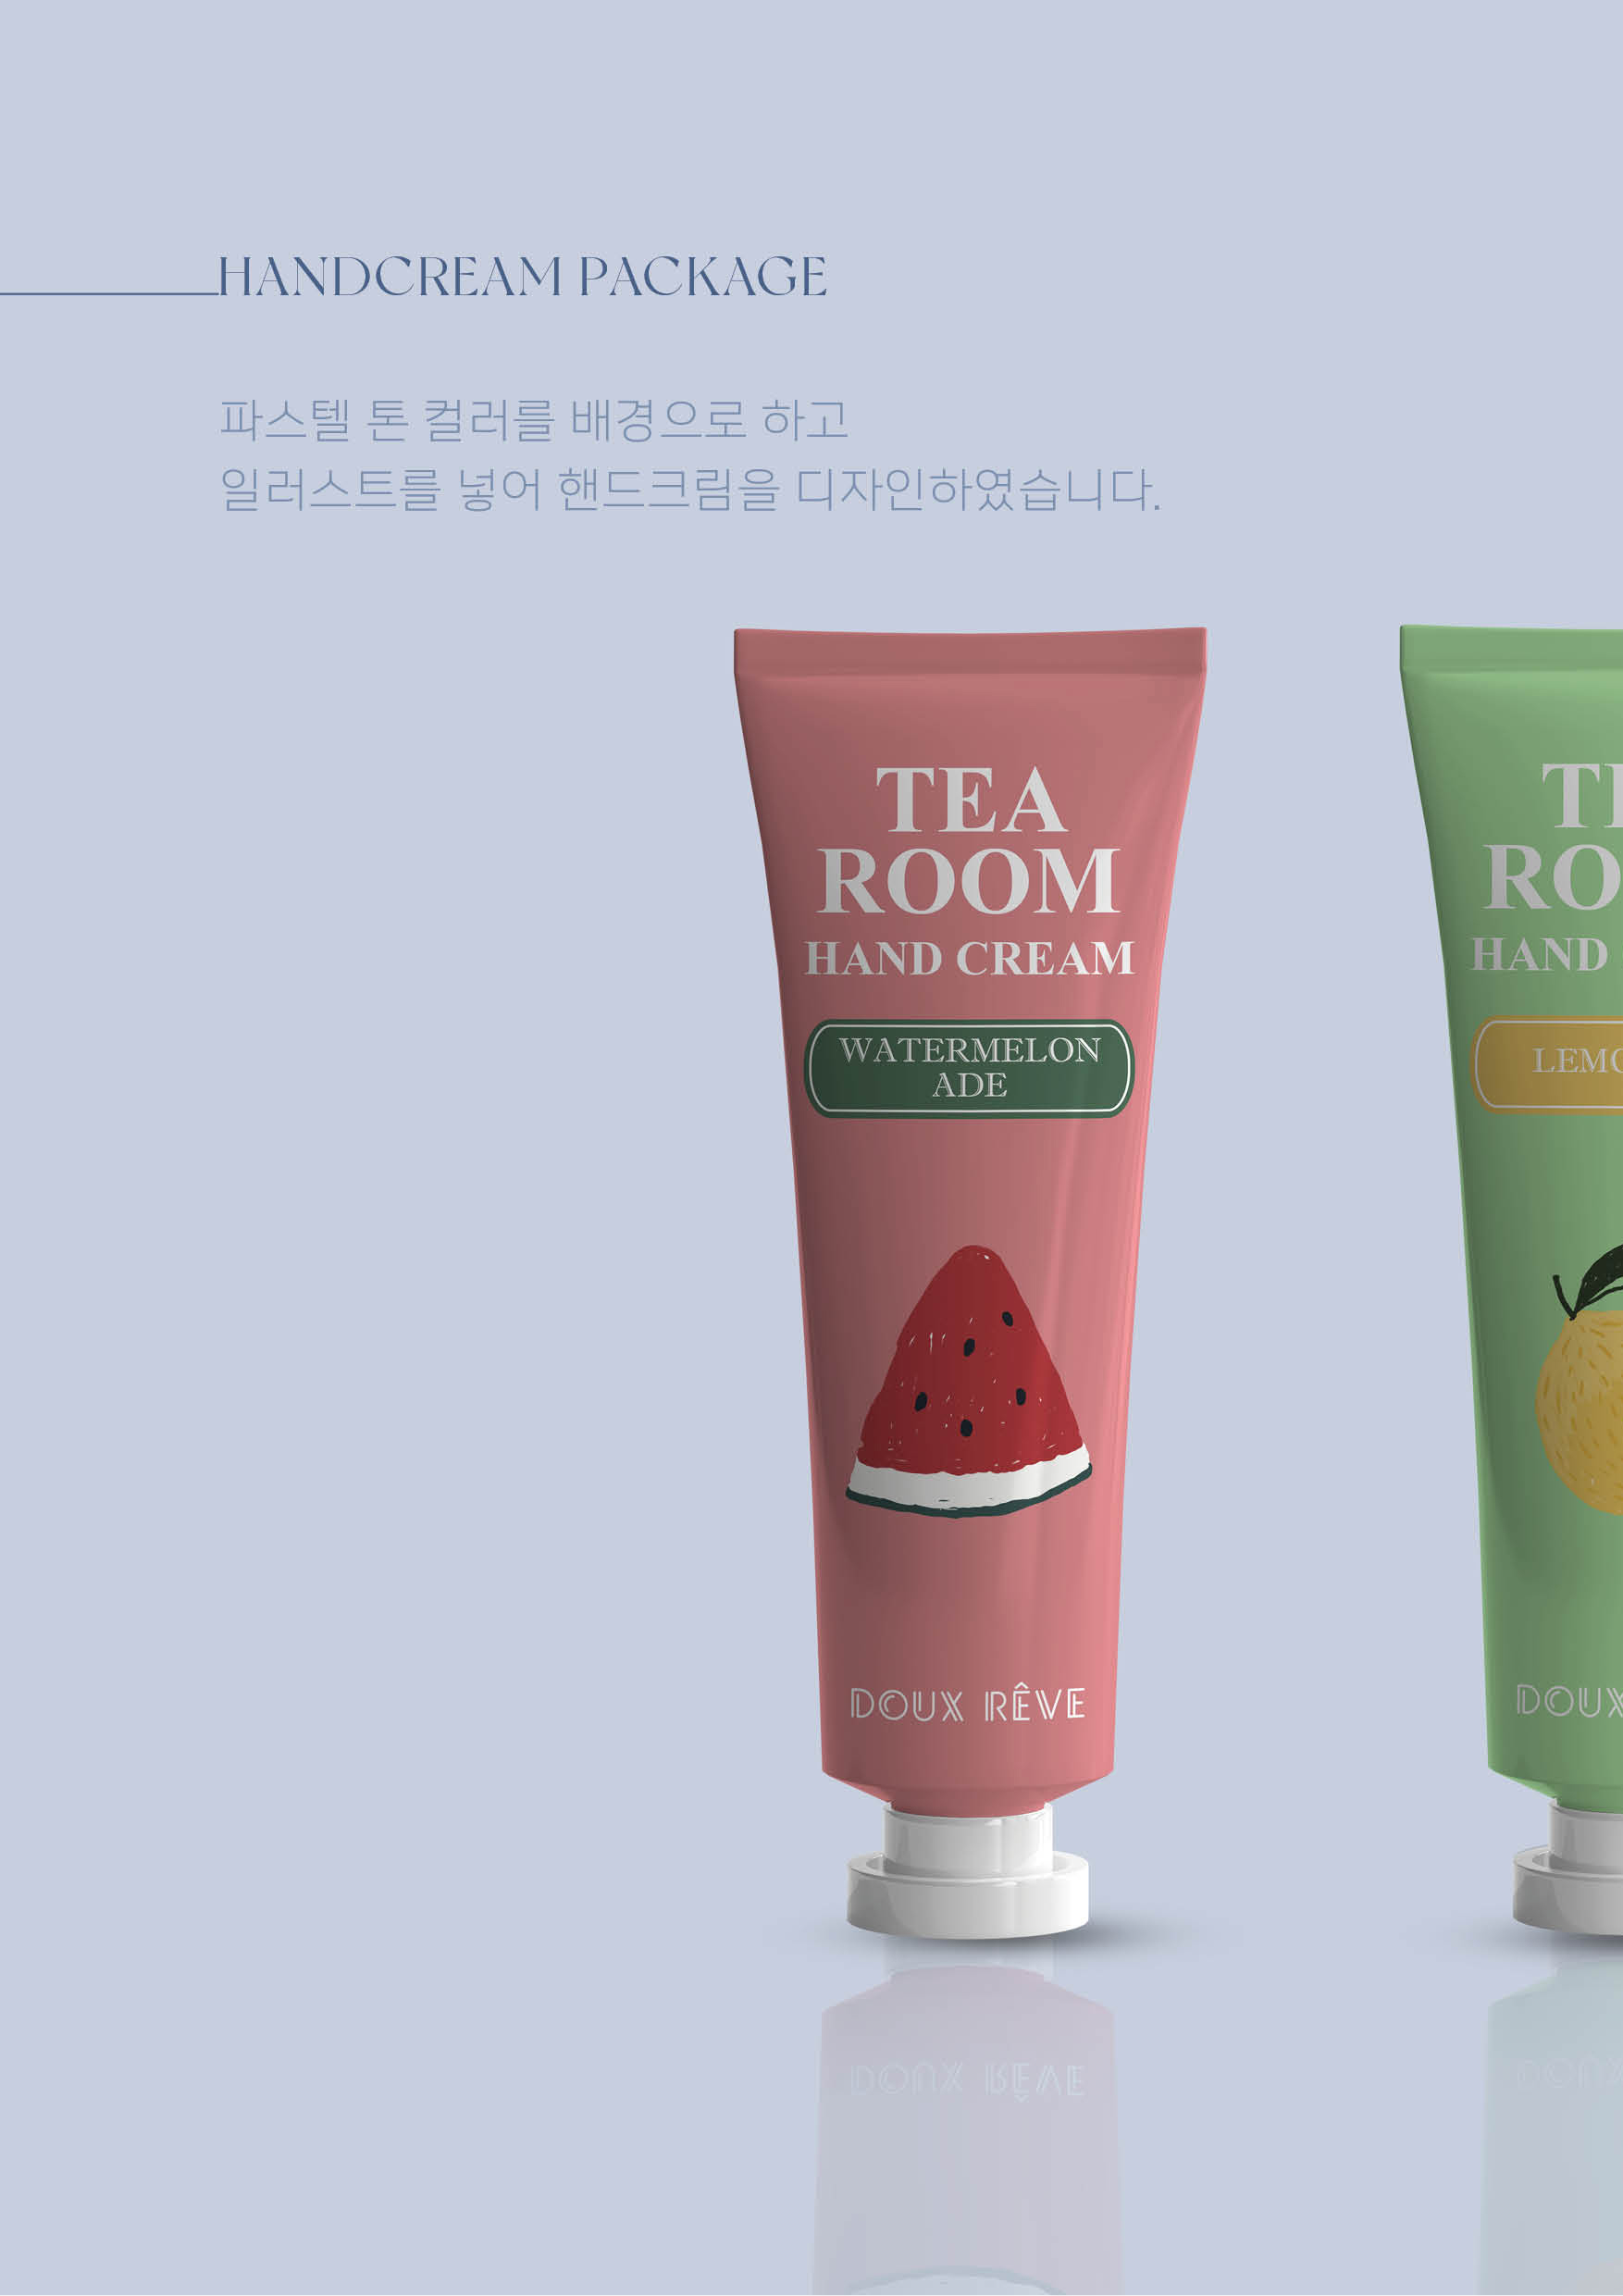 HANDCREAM PACKAGE
파스텔 톤 컬러를 배경으로 하고
일러스트를 넣어 핸드크림을 디자인하였습니다.
TEA
ROOM
HAND CREAM
WATERMELON
ADE
DOUX RÊVE
HAND
DOUX